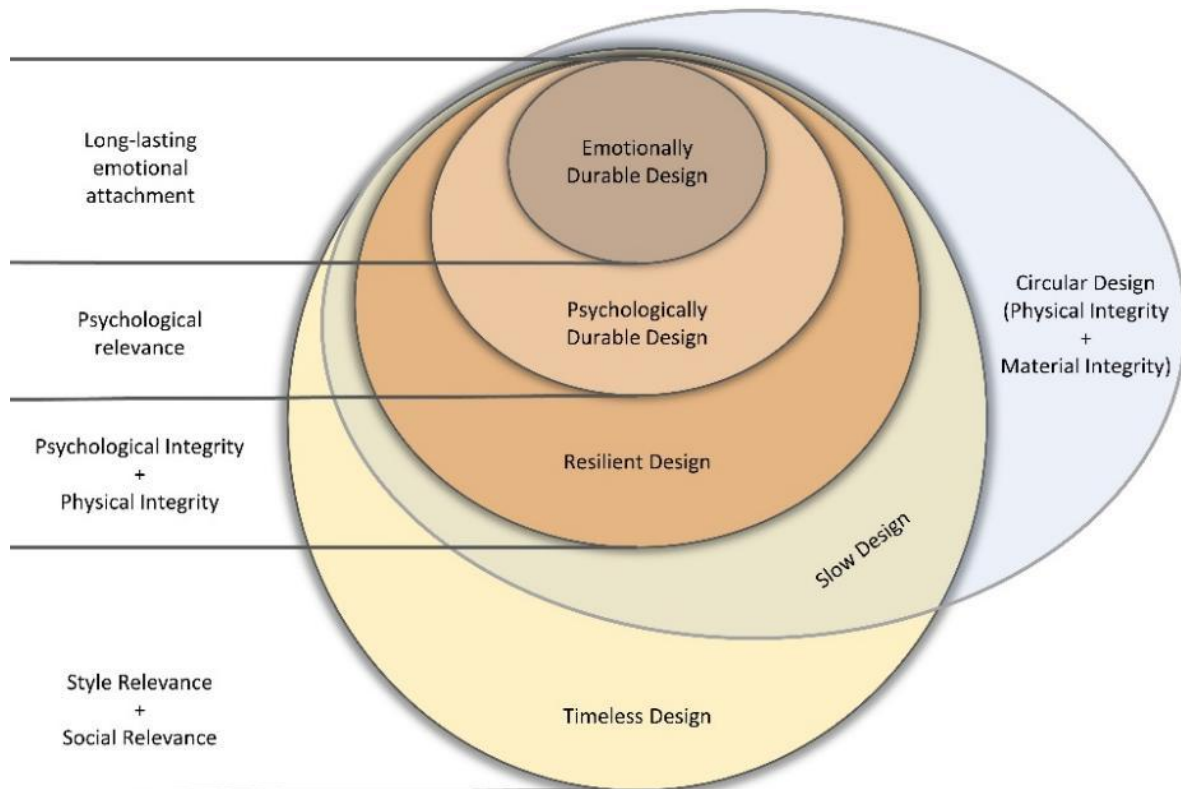 Long-lasting
emotional
attachment
Psychological
relevance
Psychological Integrity
+
Physical Integrity
Style Relevance
+
Social Relevance
Emotionally
Durable Design
Psychologically
Durable Design
Resilient Design
Slow Design
Timeless Design
Circular Design
(Physical Integrity
+
Material Integrity)